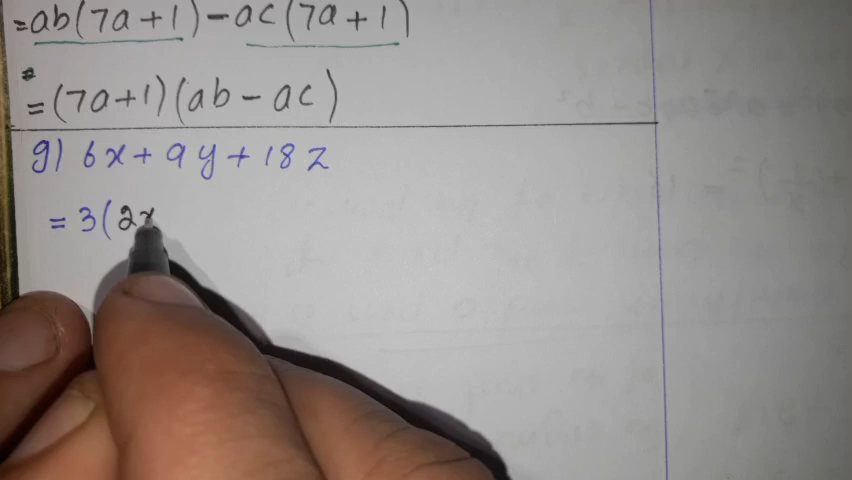 =ab(7a+1)-ac(7a+1)
=(7a+1)(ab-ac)
g) 6x+9y+18z
=3(2x